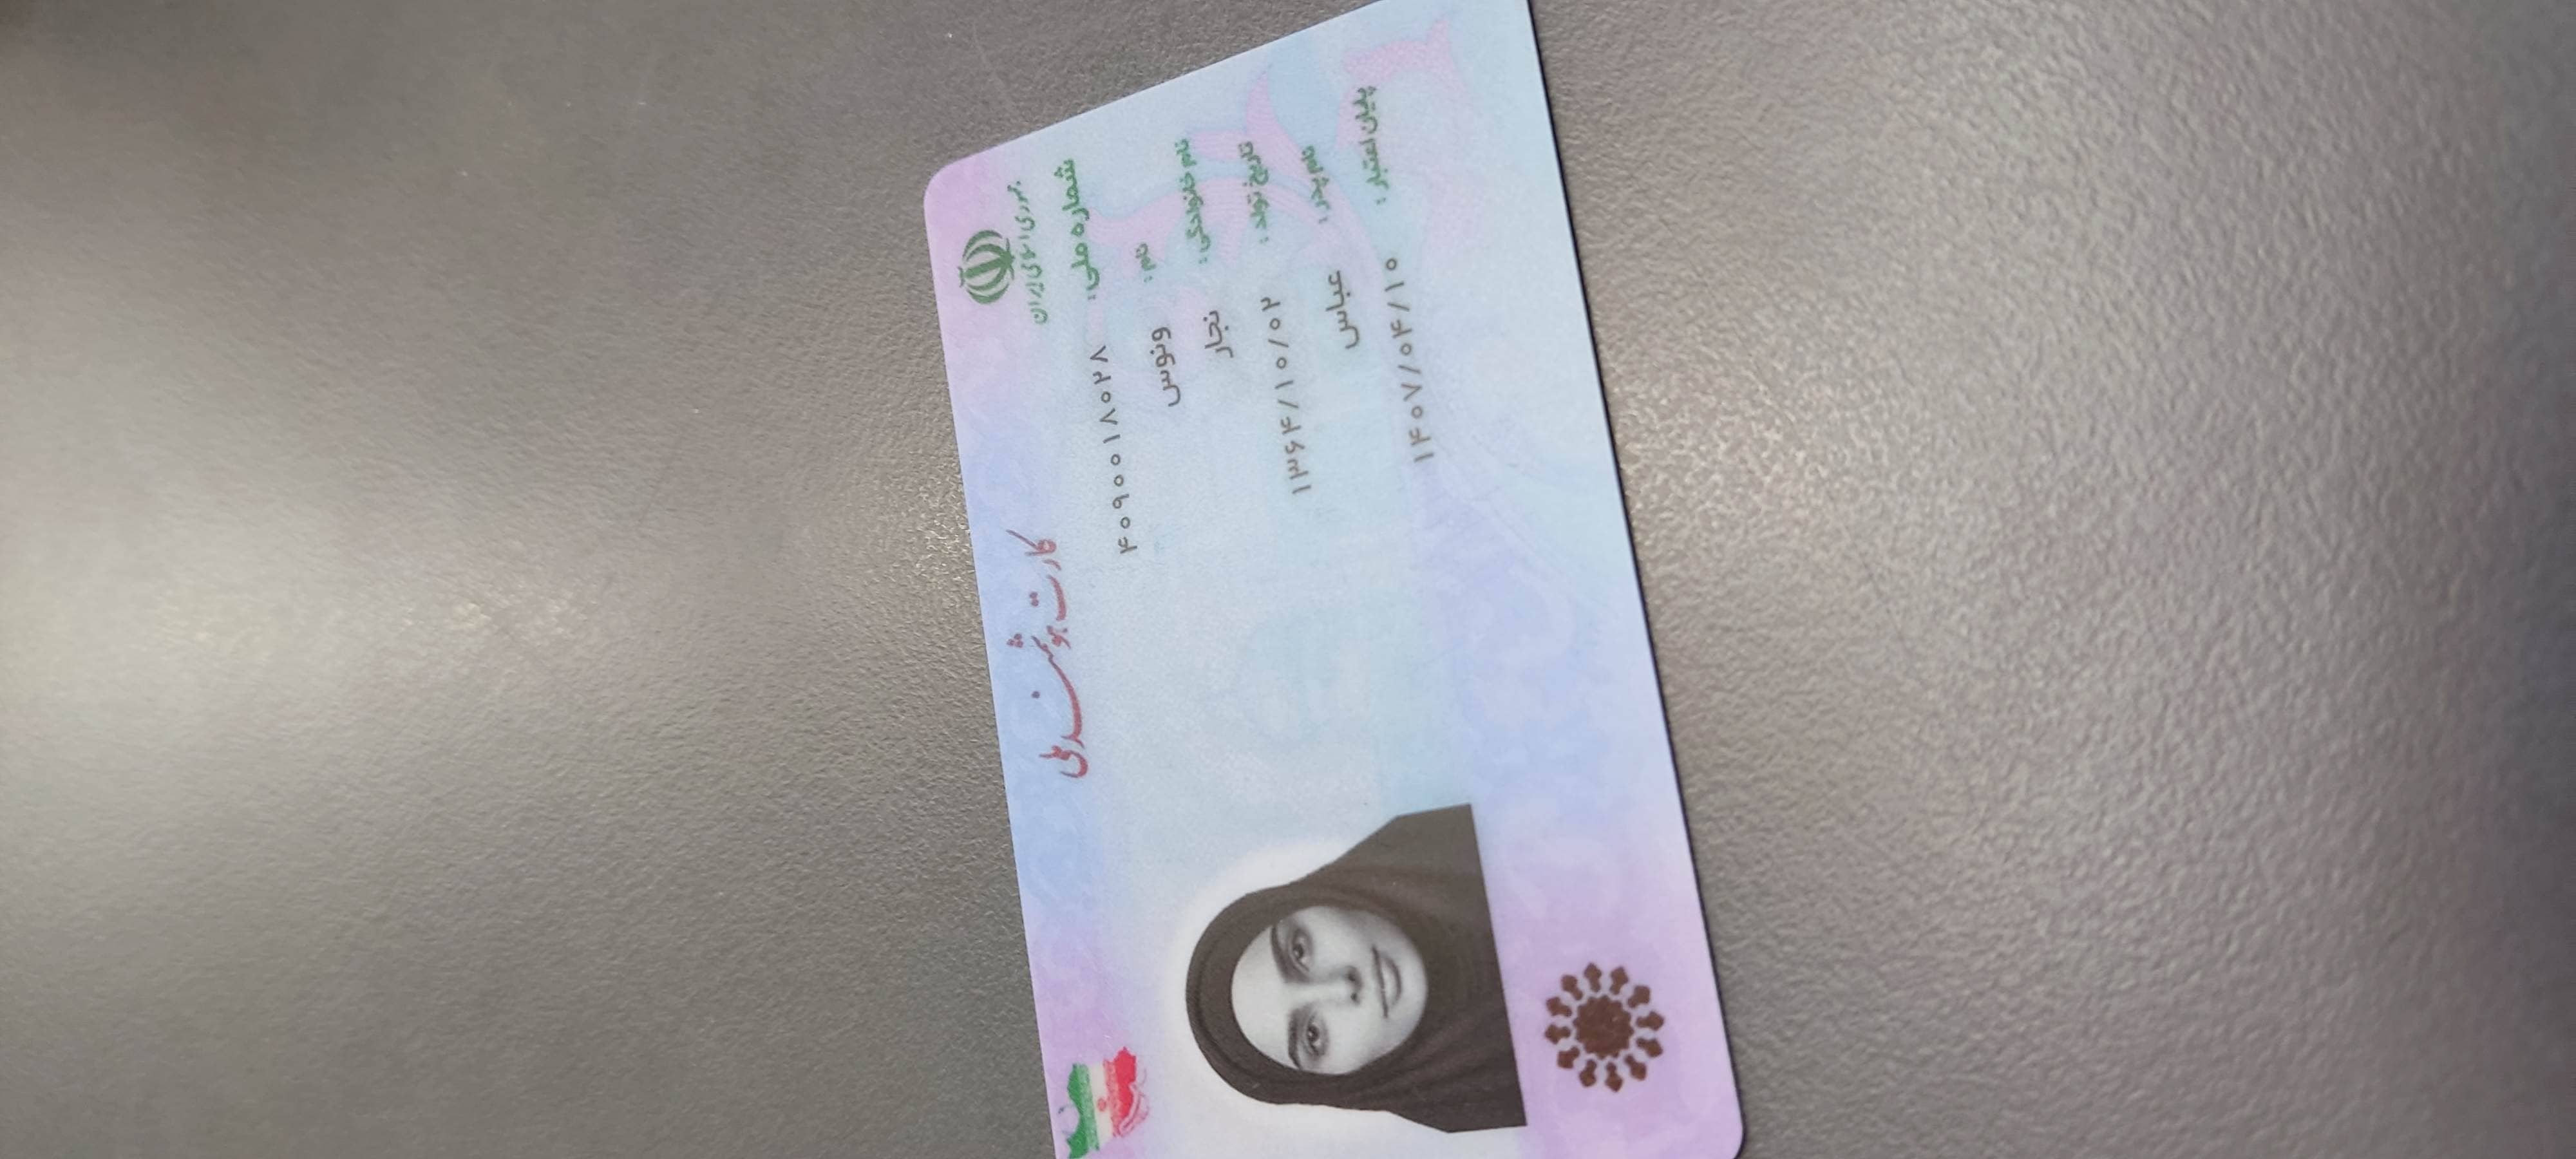 جمهوری اسلامی ایران
کارت هوشمند ملی
شماره ملی: ۴۰۹۰۰۱۸۰۲۸
نام: ونوس
نام خانوادگی: نجار
تاریخ تولد: ۱۳۶۴/۱۰/۰۲
نام پدر: عباس
پایان اعتبار: ۱۴۰۷/۰۴/۱۰